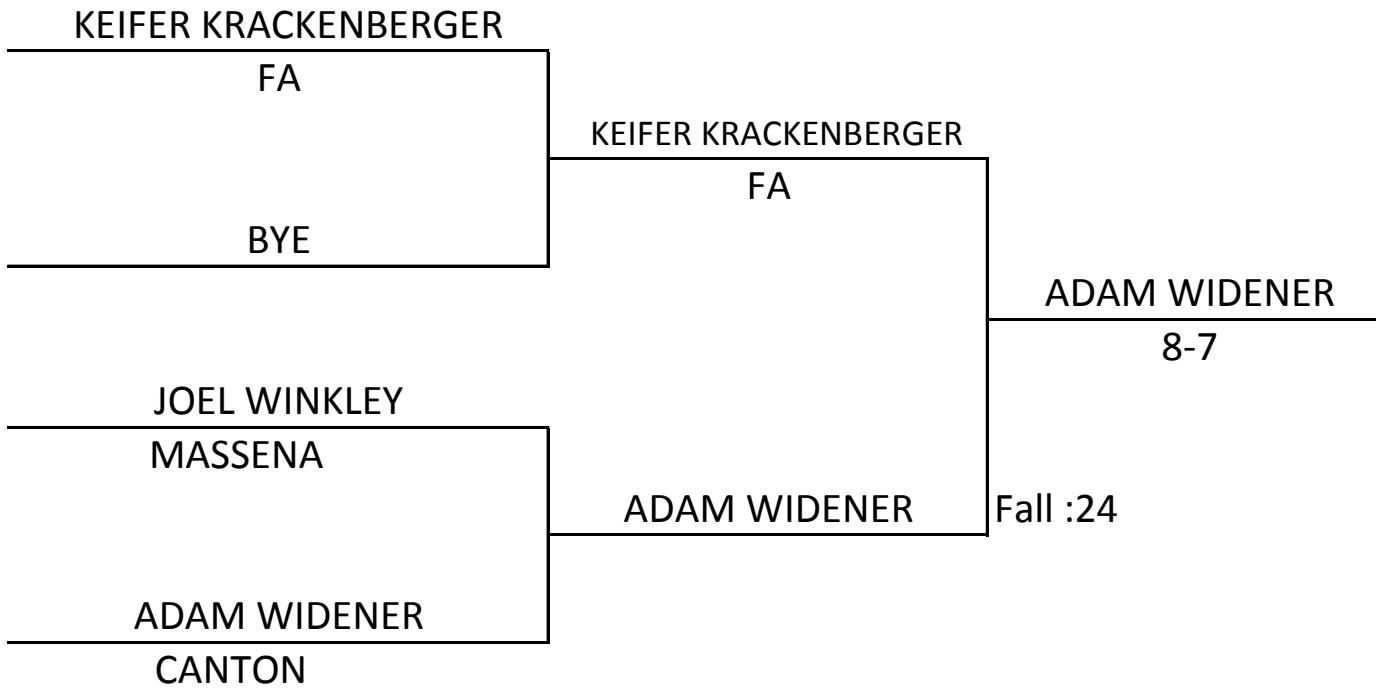 KEIFER KRACKENBERGER
FA
KEIFER KRACKENBERGER
FA
BYE
ADAM WIDENER
8-7
JOEL WINKLEY
MASSENA
ADAM WIDENER
Fall :24
ADAM WIDENER
CANTON